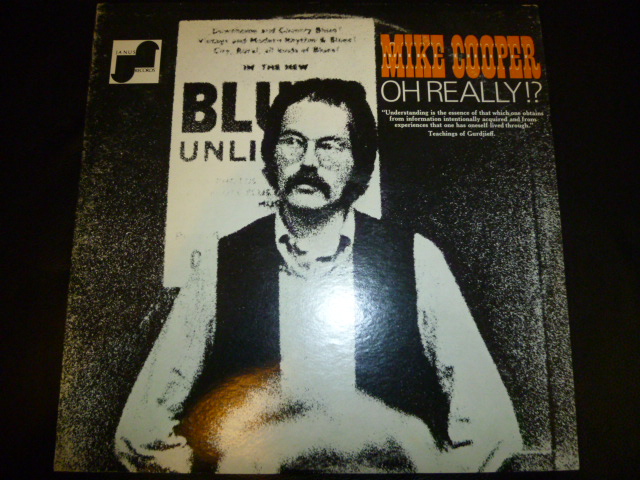 JANUS
RECORDS
Downhome and Country Blues!
Vintage and Modern Rhythm & Blues!
City, Rural, all kinds of Blues!
IN THE NEW
BLU
UNLI
MIKE COOPER
OH REALLY!?
"Understanding is the essence of that which one obtains
from information intentionally acquired and from
experiences that one has oneself lived through."
Teachings of Gurdjieff.